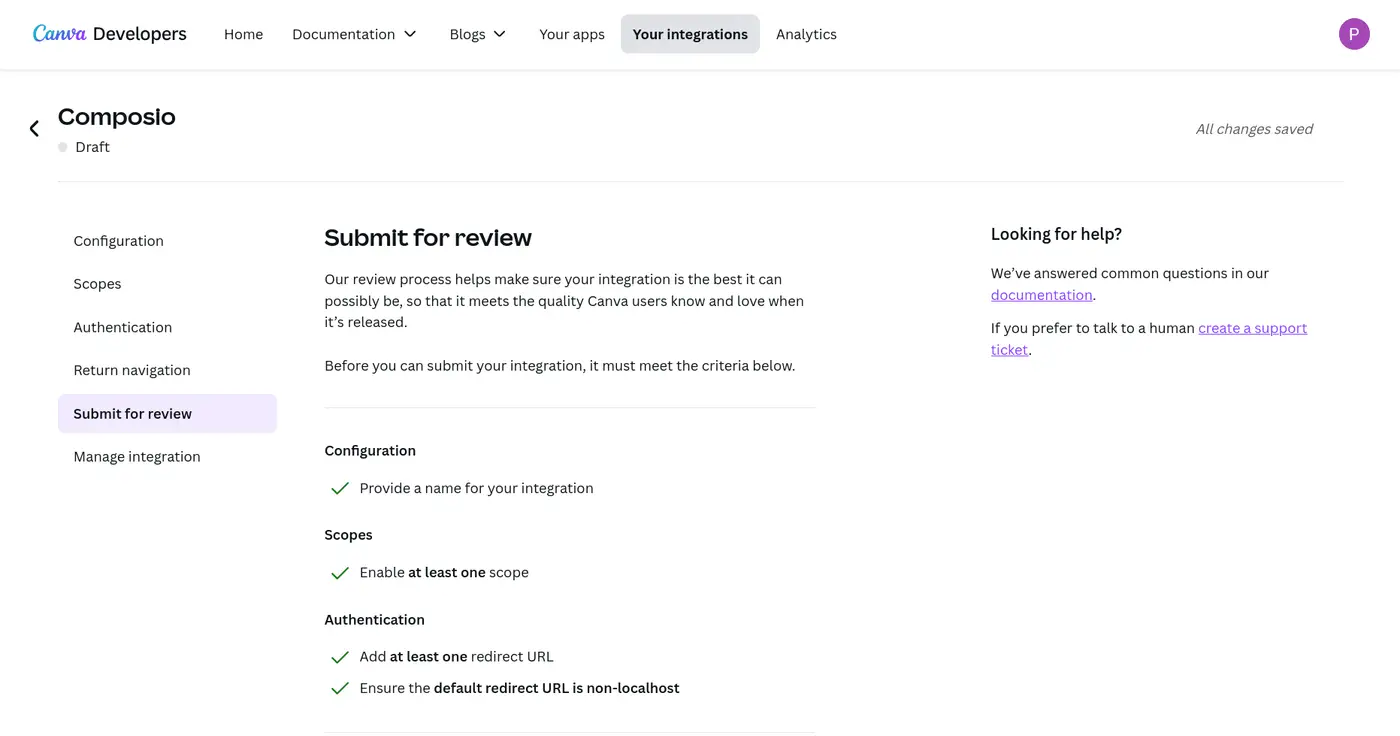 Canva Developers
Home
Documentation
Blogs
Your apps
Your integrations
Analytics
P
Composio
Draft
All changes saved
Configuration
Scopes
Authentication
Return navigation
Submit for review
Manage integration
Submit for review
Our review process helps make sure your integration is the best it can
possibly be, so that it meets the quality Canva users know and love when
it’s released.
Before you can submit your integration, it must meet the criteria below.
Configuration
Provide a name for your integration
Scopes
Enable at least one scope
Authentication
Add at least one redirect URL
Ensure the default redirect URL is non-localhost
Looking for help?
We’ve answered common questions in our
documentation.
If you prefer to talk to a human create a support
ticket.